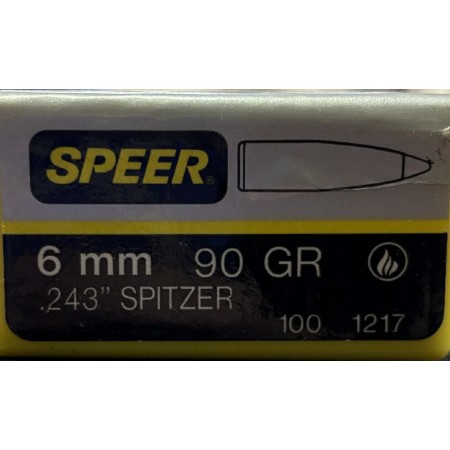 SPEER®
6 mm 90 GR
.243" SPITZER
100 1217